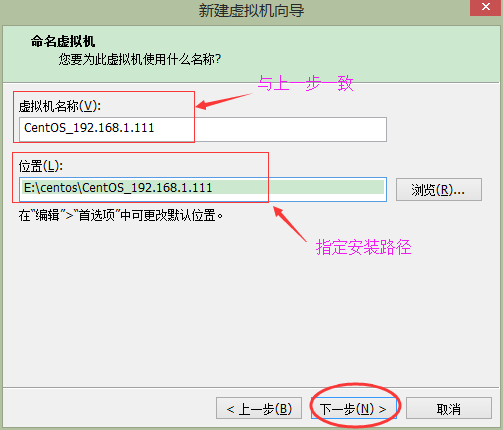 新建虚拟机向导
命名虚拟机
您要为此虚拟机使用什么名称?
与上一步一致
虚拟机名称(V):
CentOS_192.168.1.111
位置(L):
E:\centos\CentOS_192.168.1.111
浏览(R)...
在“编辑”>“首选项”中可更改默认位置。
指定安装路径
< 上一步(B)
下一步(N) >
取消